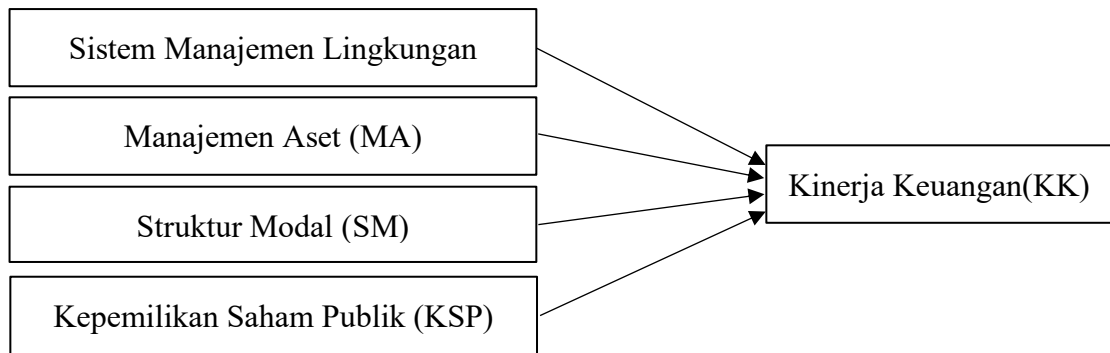 Sistem Manajemen Lingkungan
Manajemen Aset (MA)
Struktur Modal (SM)
Kepemilikan Saham Publik (KSP)
Kinerja Keuangan(KK)